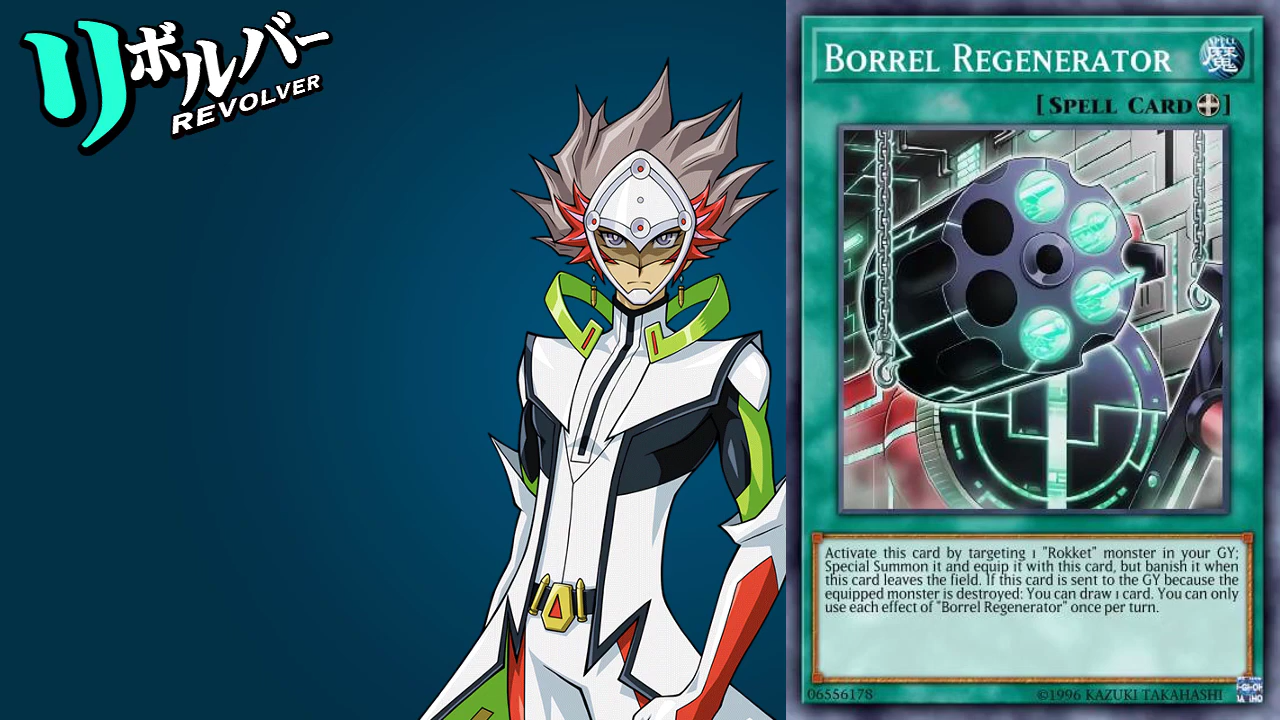 リボルバー
REVOLVER
BORREL REGENERATOR
SPELL
魔
[SPELL CARD]
Activate this card by targeting 1 "Rokket" monster in your GY;
Special Summon it and equip it with this card, but banish it when
this card leaves the field. If this card is sent to the GY because the
equipped monster is destroyed: You can draw 1 card. You can only
use each effect of "Borrel Regenerator" once per turn.
06556178
©1996 KAZUKI TAKAHASHI